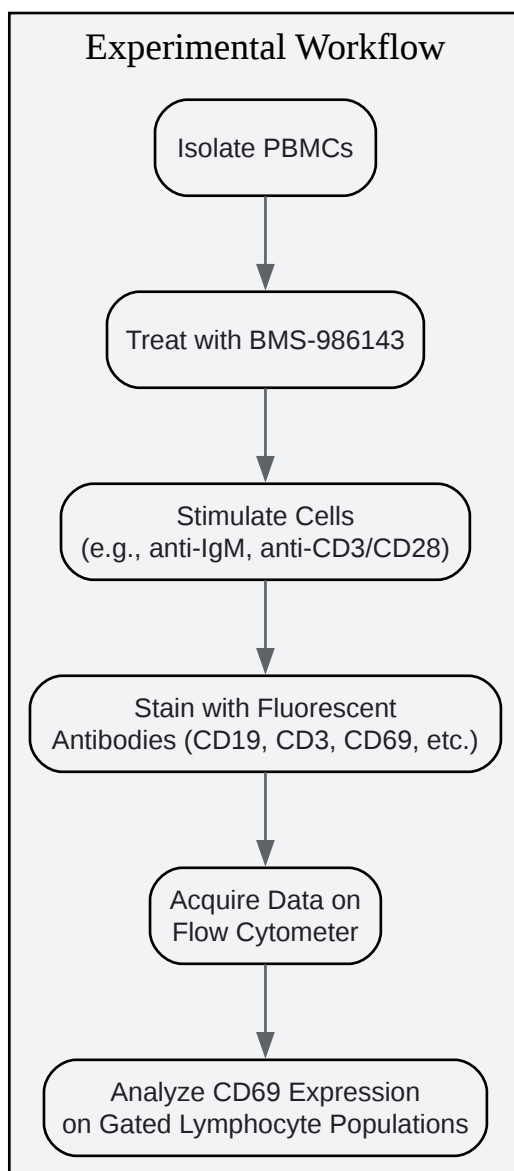 Experimental Workflow
Isolate PBMCs
Treat with BMS-986143
Stimulate Cells
(e.g., anti-IgM, anti-CD3/CD28)
Stain with Fluorescent
Antibodies (CD19, CD3, CD69, etc.)
Acquire Data on
Flow Cytometer
Analyze CD69 Expression
on Gated Lymphocyte Populations